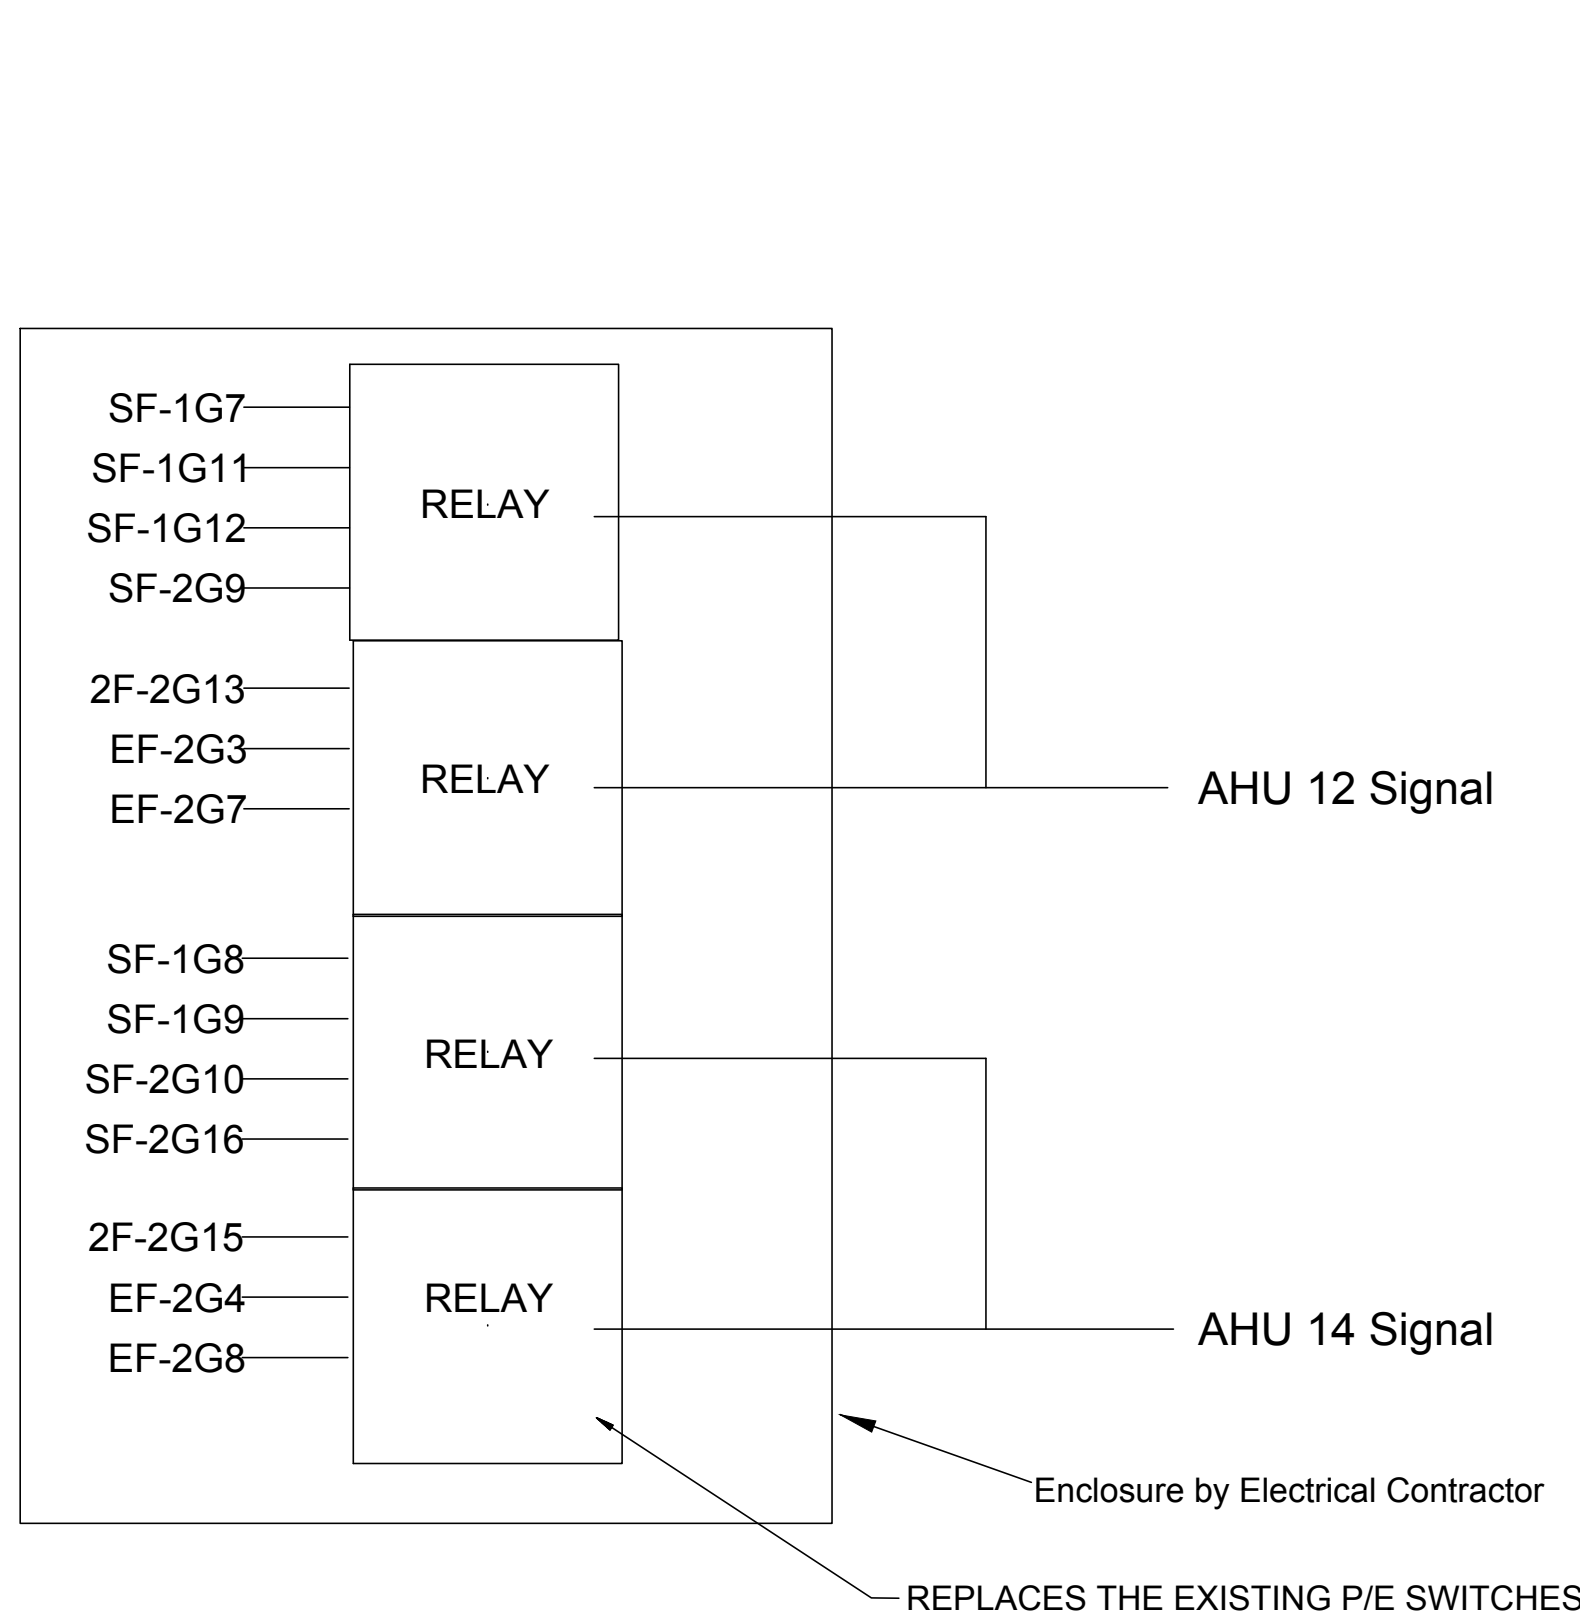 SF-1G7
SF-1G11
SF-1G12
SF-2G9
RELAY
2F-2G13
EF-2G3
EF-2G7
RELAY
AHU 12 Signal
SF-1G8
SF-1G9
SF-2G10
SF-2G16
RELAY
2F-2G15
EF-2G4
EF-2G8
RELAY
AHU 14 Signal
Enclosure by Electrical Contractor
REPLACES THE EXISTING P/E SWITCHES